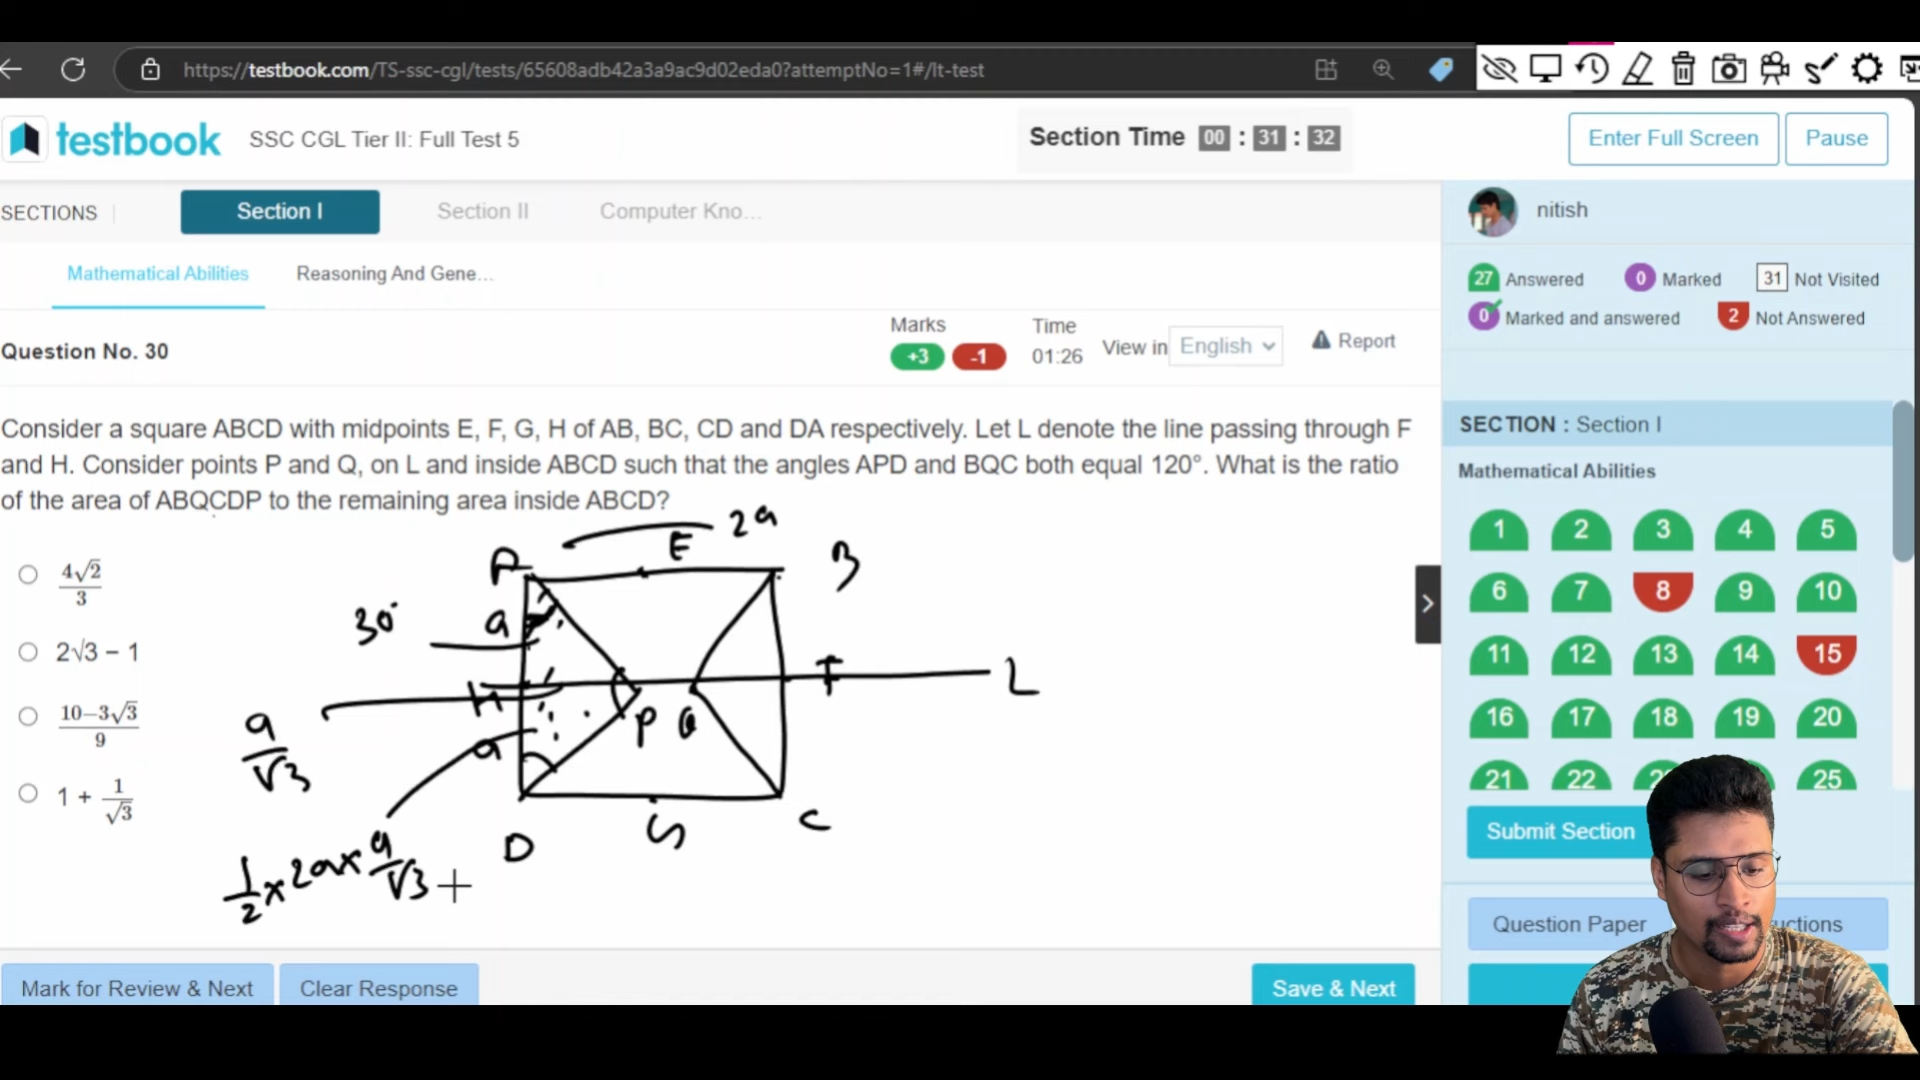 https://testbook.com/TS-ssc-cgl/tests/65608adb42a3a9ac9d02eda0?attemptNo=1#/lt-test
testbook
SSC CGL Tier II: Full Test 5
Section Time 00 : 31 : 32
Enter Full Screen
Pause
SECTIONS
Section I
Section II
Computer Kno...
nitish
Mathematical Abilities
Reasoning And Gene...
27 Answered
0 Marked
31 Not Visited
0 Marked and answered
2 Not Answered
Question No. 30
Marks
+3 -1
Time
01:26
View in English
Report
Consider a square ABCD with midpoints E, F, G, H of AB, BC, CD and DA respectively. Let L denote the line passing through F
and H. Consider points P and Q, on L and inside ABCD such that the angles APD and BQC both equal 120°. What is the ratio
of the area of ABQCDP to the remaining area inside ABCD?
4√2/3
2√3 − 1
10−3√3/9
1 + 1/√3
2a
A E B
30°
a
H P Q F L
a
a/√3
D G C
1/2 x 2a x a/√3
SECTION : Section I
Mathematical Abilities
1 2 3 4 5
6 7 8 9 10
11 12 13 14 15
16 17 18 19 20
21 22 25
Submit Section
Question Paper
Mark for Review & Next
Clear Response
Save & Next